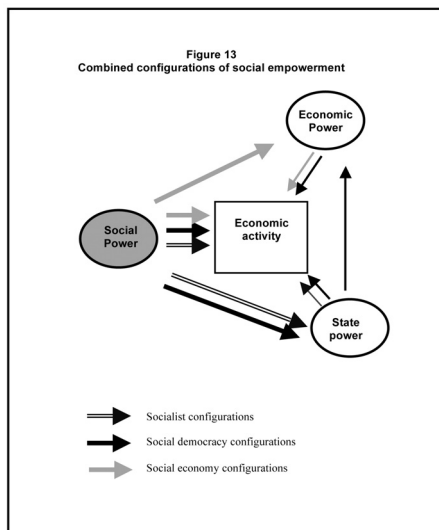 Figure 13
Combined configurations of social empowerment
Economic
Power
Social
Power
Economic
activity
State
power
Socialist configurations
Social democracy configurations
Social economy configurations